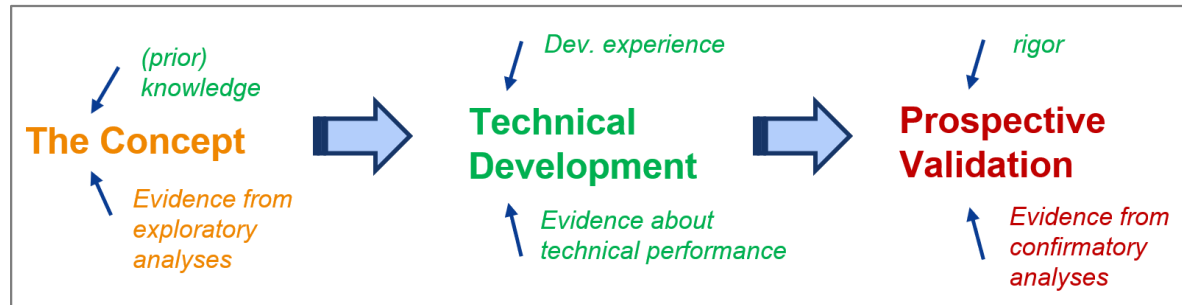 (prior)
knowledge
The Concept
Evidence from
exploratory
analyses
Dev. experience
Technical
Development
Evidence about
technical performance
rigor
Prospective
Validation
Evidence from
confirmatory
analyses